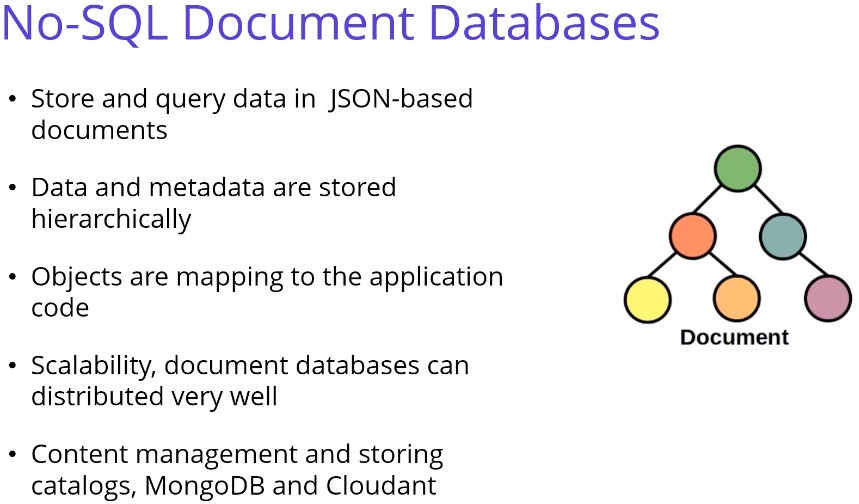 No-SQL Document Databases
• Store and query data in JSON-based
documents
• Data and metadata are stored
hierarchically
• Objects are mapping to the application
code
• Scalability, document databases can
distributed very well
• Content management and storing
catalogs, MongoDB and Cloudant
Document